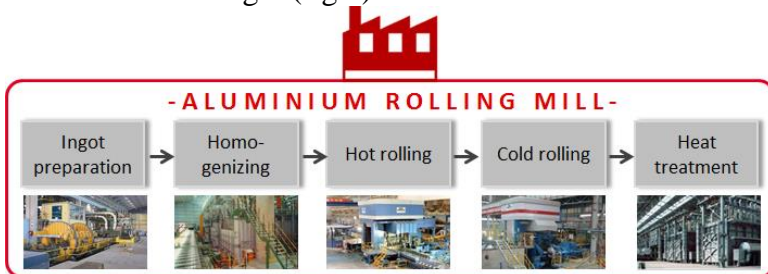 -ALUMINIUM ROLLING MILL-
Ingot
preparation
Homo-
genizing
Hot rolling
Cold rolling
Heat
treatment